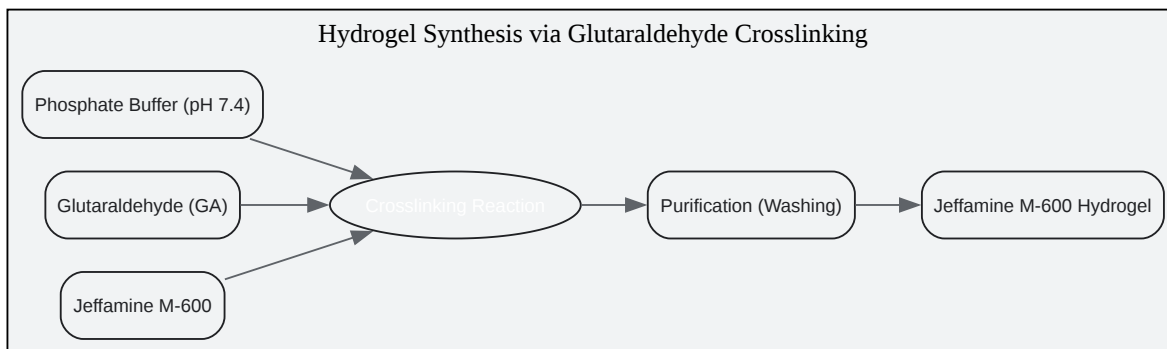 Hydrogel Synthesis via Glutaraldehyde Crosslinking
Phosphate Buffer (pH 7.4)
Glutaraldehyde (GA)
Crosslinking Reaction
Purification (Washing)
Jeffamine M-600 Hydrogel
Jeffamine M-600